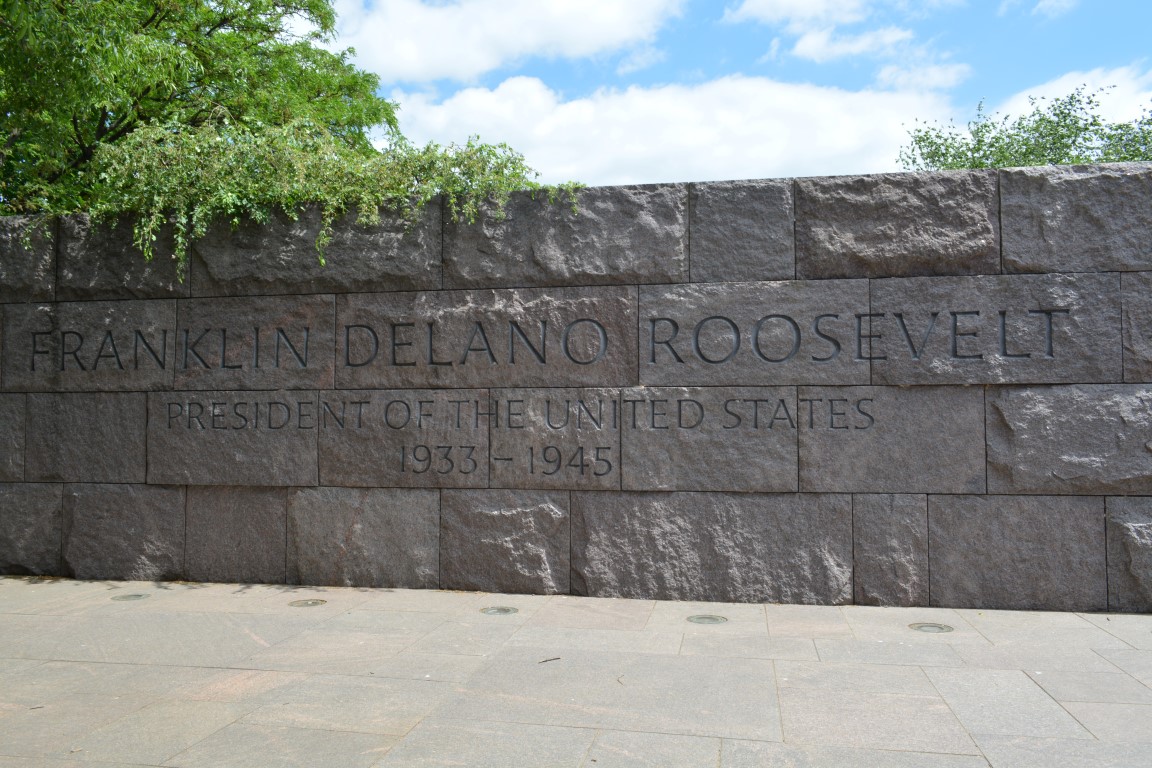 FRANKLIN DELANO ROOSEVELT
PRESIDENT OF THE UNITED STATES
1933 – 1945